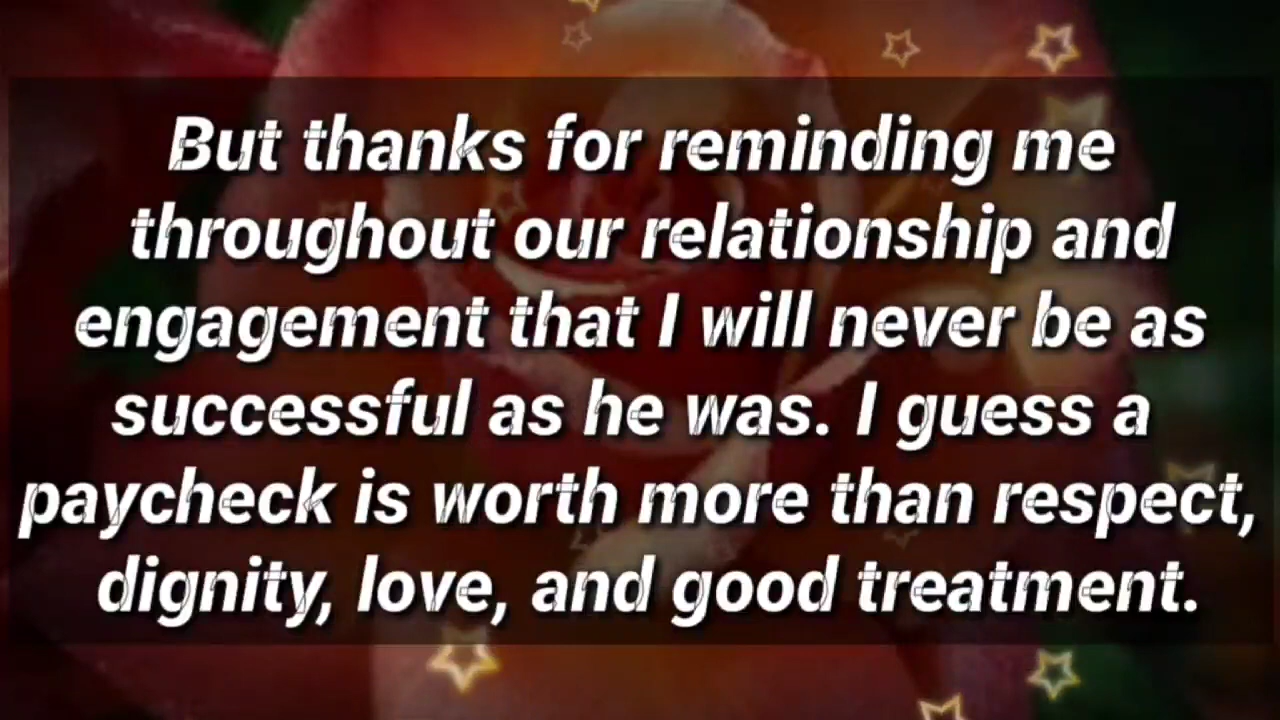 But thanks for reminding me
throughout our relationship and
engagement that I will never be as
successful as he was. I guess a
paycheck is worth more than respect,
dignity, love, and good treatment.